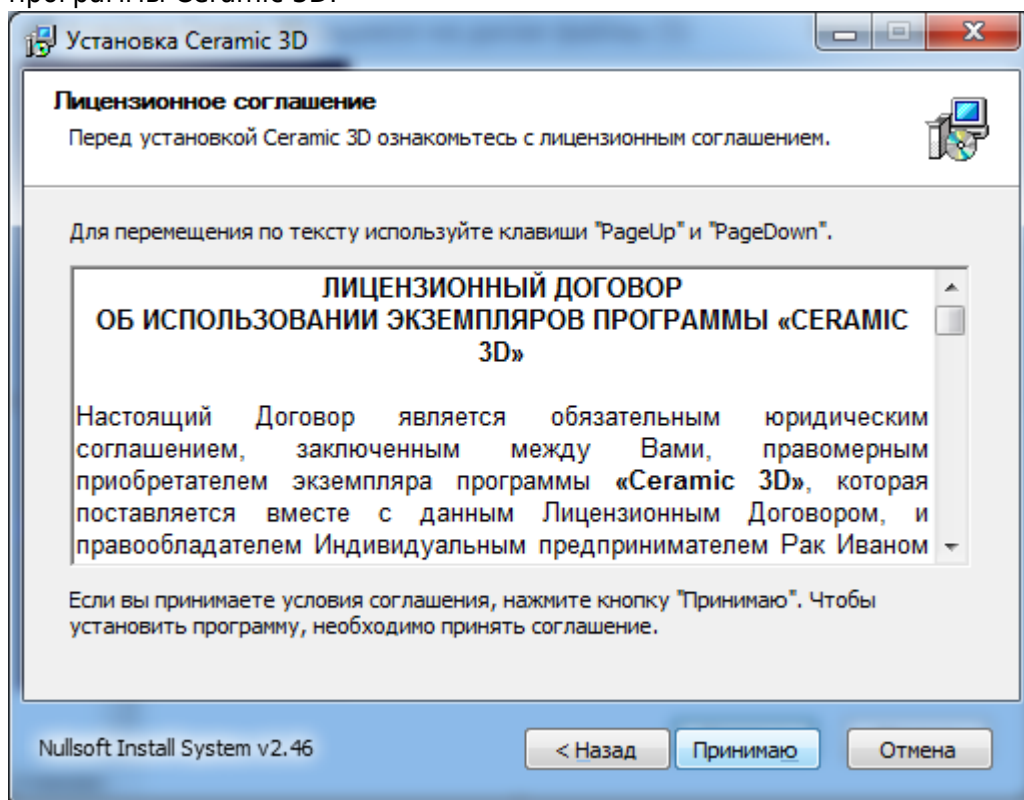 программы Ceramic 3D.
Установка Ceramic 3D
Лицензионное соглашение
Перед установкой Ceramic 3D ознакомьтесь с лицензионным соглашением.
Для перемещения по тексту используйте клавиши "PageUp" и "PageDown".
ЛИЦЕНЗИОННЫЙ ДОГОВОР
ОБ ИСПОЛЬЗОВАНИИ ЭКЗЕМПЛЯРОВ ПРОГРАММЫ «CERAMIC
3D»
Настоящий Договор является обязательным юридическим
соглашением, заключенным между Вами, правомерным
приобретателем экземпляра программы «Ceramic 3D», которая
поставляется вместе с данным Лицензионным Договором, и
правообладателем Индивидуальным предпринимателем Рак Иваном
Если вы принимаете условия соглашения, нажмите кнопку "Принимаю". Чтобы
установить программу, необходимо принять соглашение.
Nullsoft Install System v2.46
< Назад
Принимаю
Отмена